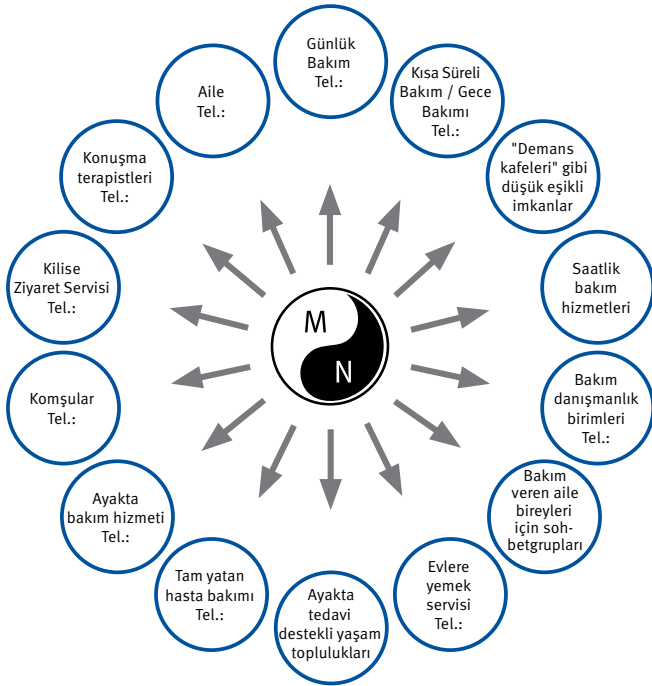 Günlük
Bakım
Tel.:
Kısa Süreli
Bakım / Gece
Bakımı
Tel.:
"Demans
kafeleri" gibi
düşük eşikli
imkanlar
Saatlik
bakım
hizmetleri
Bakım
danışmanlık
birimleri
Tel.:
Bakım
veren aile
bireyleri
için soh-
betgrupları
Evlere
yemek
servisi
Tel.:
Ayakta
tedavi
destekli yaşam
toplulukları
Tam yatan
hasta bakımı
Tel.:
Ayakta
bakım hizmeti
Tel.:
Komşular
Tel.:
Kilise
Ziyaret Servisi
Tel.:
Konuşma
terapistleri
Tel.:
Aile
Tel.:
M
N